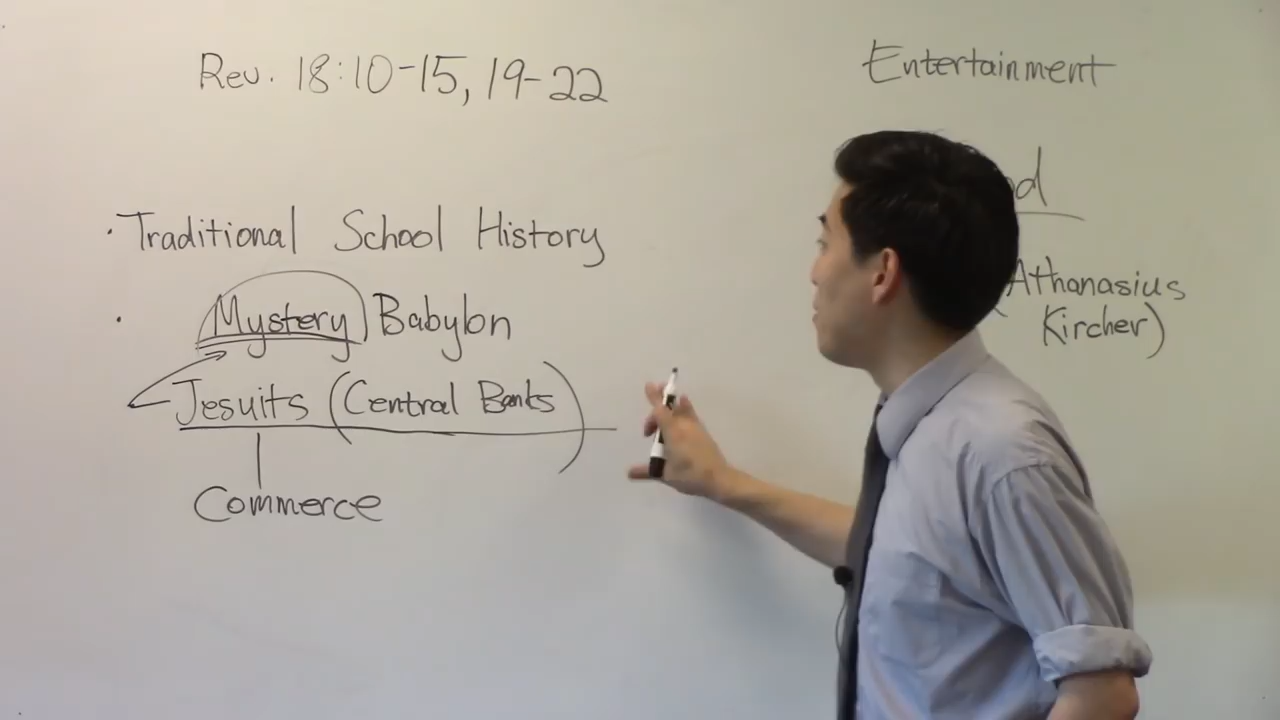 Rev. 18:10-15, 19-22
· Traditional School History
· Mystery Babylon
Jesuits (Central Banks)
Commerce
Entertainment
(Athanasius
Kircher)